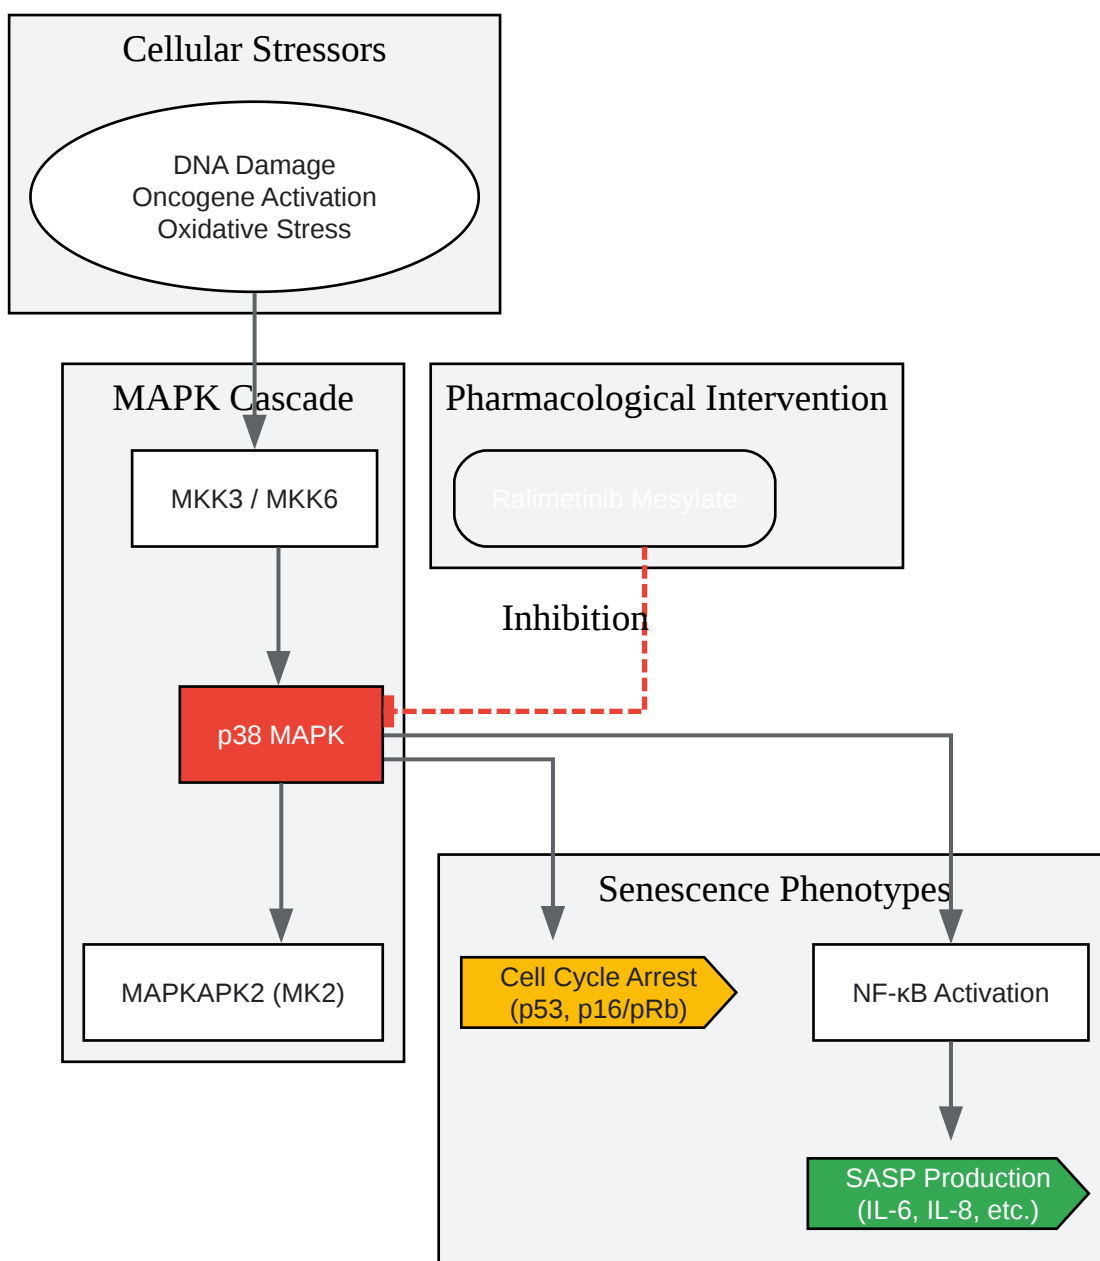 Cellular Stressors
DNA Damage
Oncogene Activation
Oxidative Stress
MAPK Cascade
Pharmacological Intervention
MKK3 / MKK6
Ralimetinib Mesylate
Inhibition
p38 MAPK
Senescence Phenotypes
MAPKAPK2 (MK2)
Cell Cycle Arrest
(p53, p16/pRb)
NF-κB Activation
SASP Production
(IL-6, IL-8, etc.)